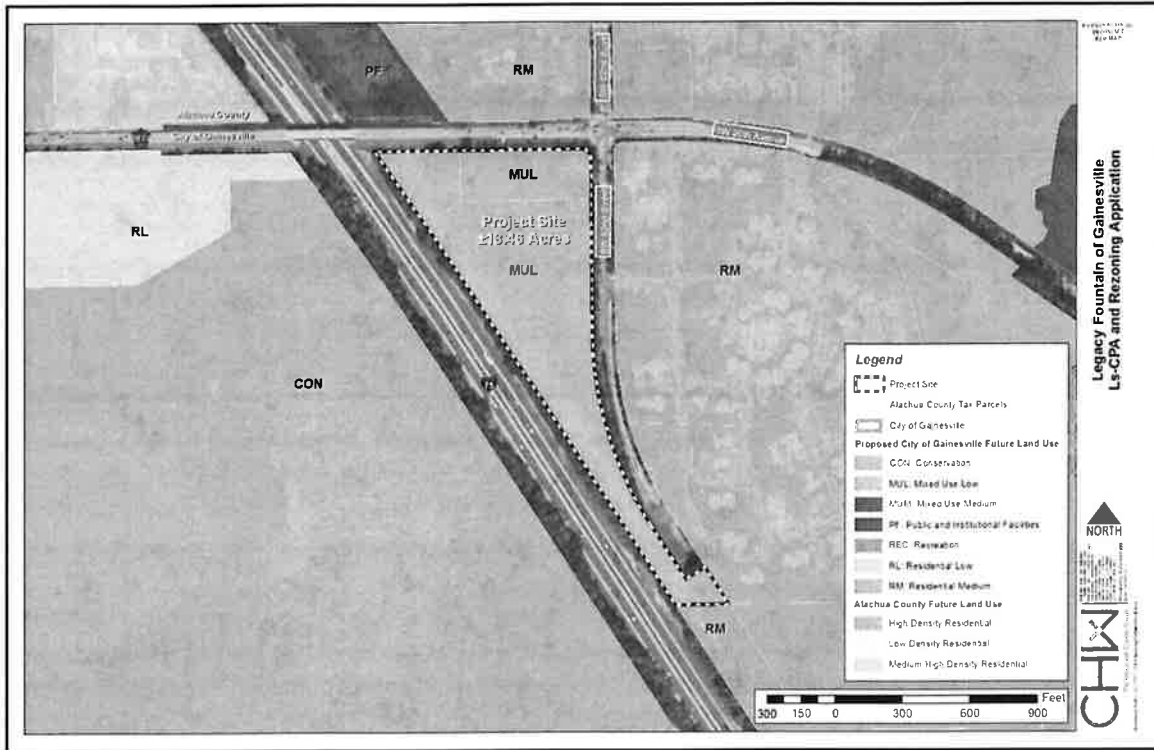 PF
RM
Alachua County
City of Gainesville
MUL
Project Site
RL
MUL
RM
CON
RM
Legend
Project Site
Alachua County Tax Parcels
City of Gainesville
Proposed City of Gainesville Future Land Use
CON: Conservation
MUL: Mixed Use Low
MUM: Mixed Use Medium
PF: Public and Institutional Facilities
REC: Recreation
RL: Residential Low
RM: Residential Medium
Alachua County Future Land Use
High Density Residential
Low Density Residential
Medium High Density Residential
Feet
300 150 0 300 600 900
Legacy Fountain of Gainesville
Ls-CPA and Rezoning Application
NORTH
CHW